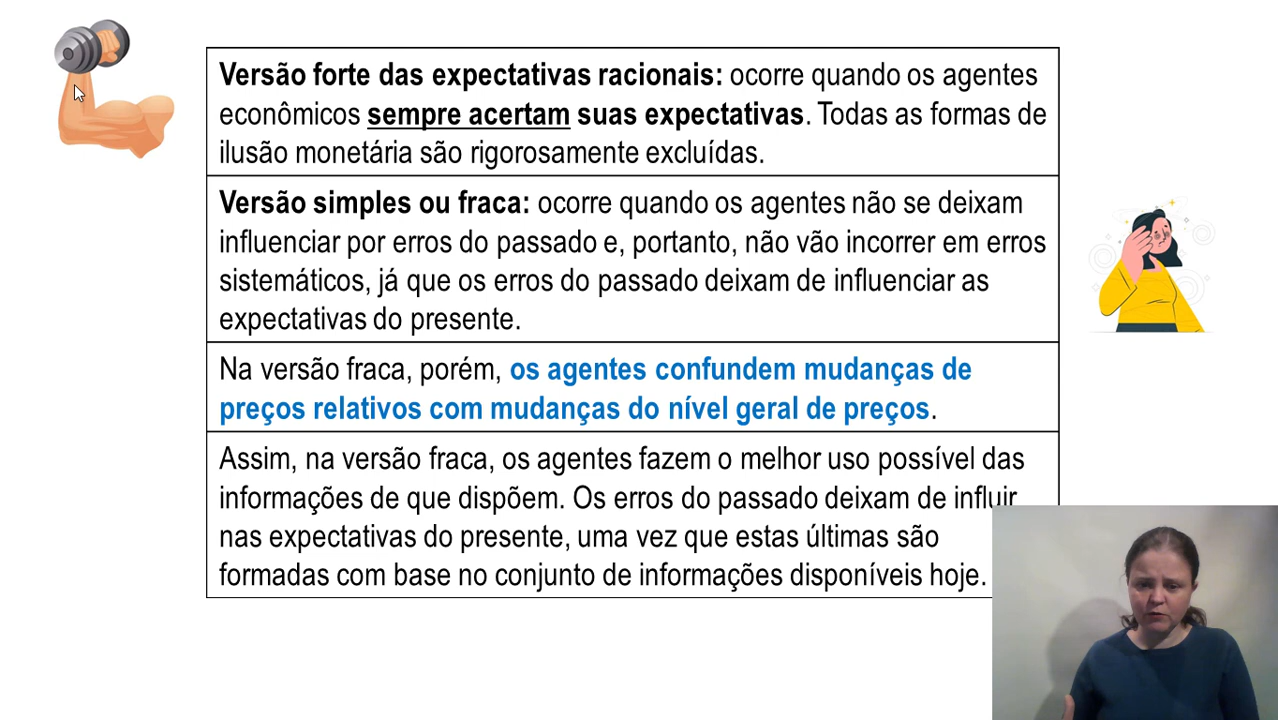 Versão forte das expectativas racionais: ocorre quando os agentes
econômicos sempre acertam suas expectativas. Todas as formas de
ilusão monetária são rigorosamente excluídas.
Versão simples ou fraca: ocorre quando os agentes não se deixam
influenciar por erros do passado e, portanto, não vão incorrer em erros
sistemáticos, já que os erros do passado deixam de influenciar as
expectativas do presente.
Na versão fraca, porém, os agentes confundem mudanças de
preços relativos com mudanças do nível geral de preços.
Assim, na versão fraca, os agentes fazem o melhor uso possível das
informações de que dispõem. Os erros do passado deixam de influir
nas expectativas do presente, uma vez que estas últimas são
formadas com base no conjunto de informações disponíveis hoje.